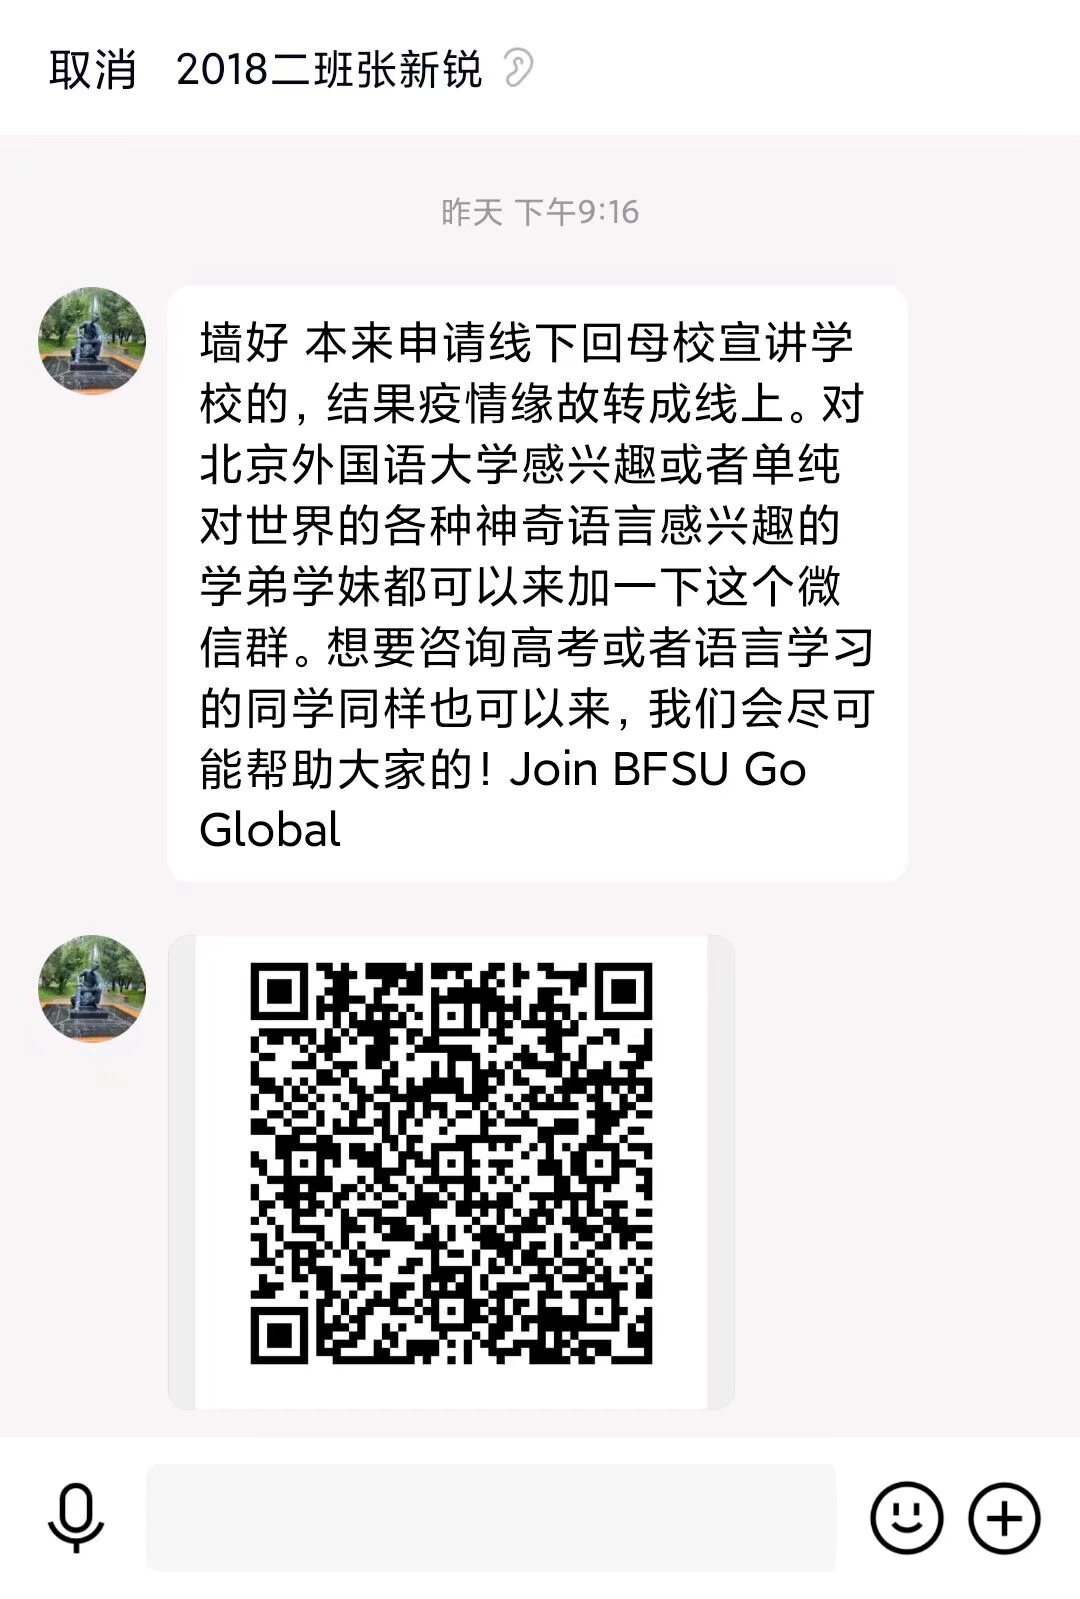 取消 2018二班张新锐
昨天 下午9:16
墙好 本来申请线下回母校宣讲学
校的，结果疫情缘故转成线上。对
北京外国语大学感兴趣或者单纯
对世界的各种神奇语言感兴趣的
学弟学妹都可以来加一下这个微
信群。想要咨询高考或者语言学习
的同学同样也可以来，我们会尽可
能帮助大家的！Join BFSU Go
Global